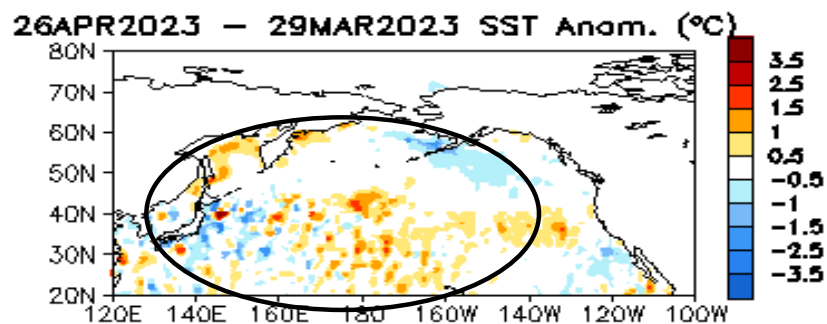 26APR2023 – 29MAR2023 SST Anom. (°C)
80N
70N
60N
50N
40N
30N
20N
120E 140E 160E 180 160W 140W 120W 100W
3.5
2.5
1.5
1
0.5
-0.5
-1
-1.5
-2.5
-3.5